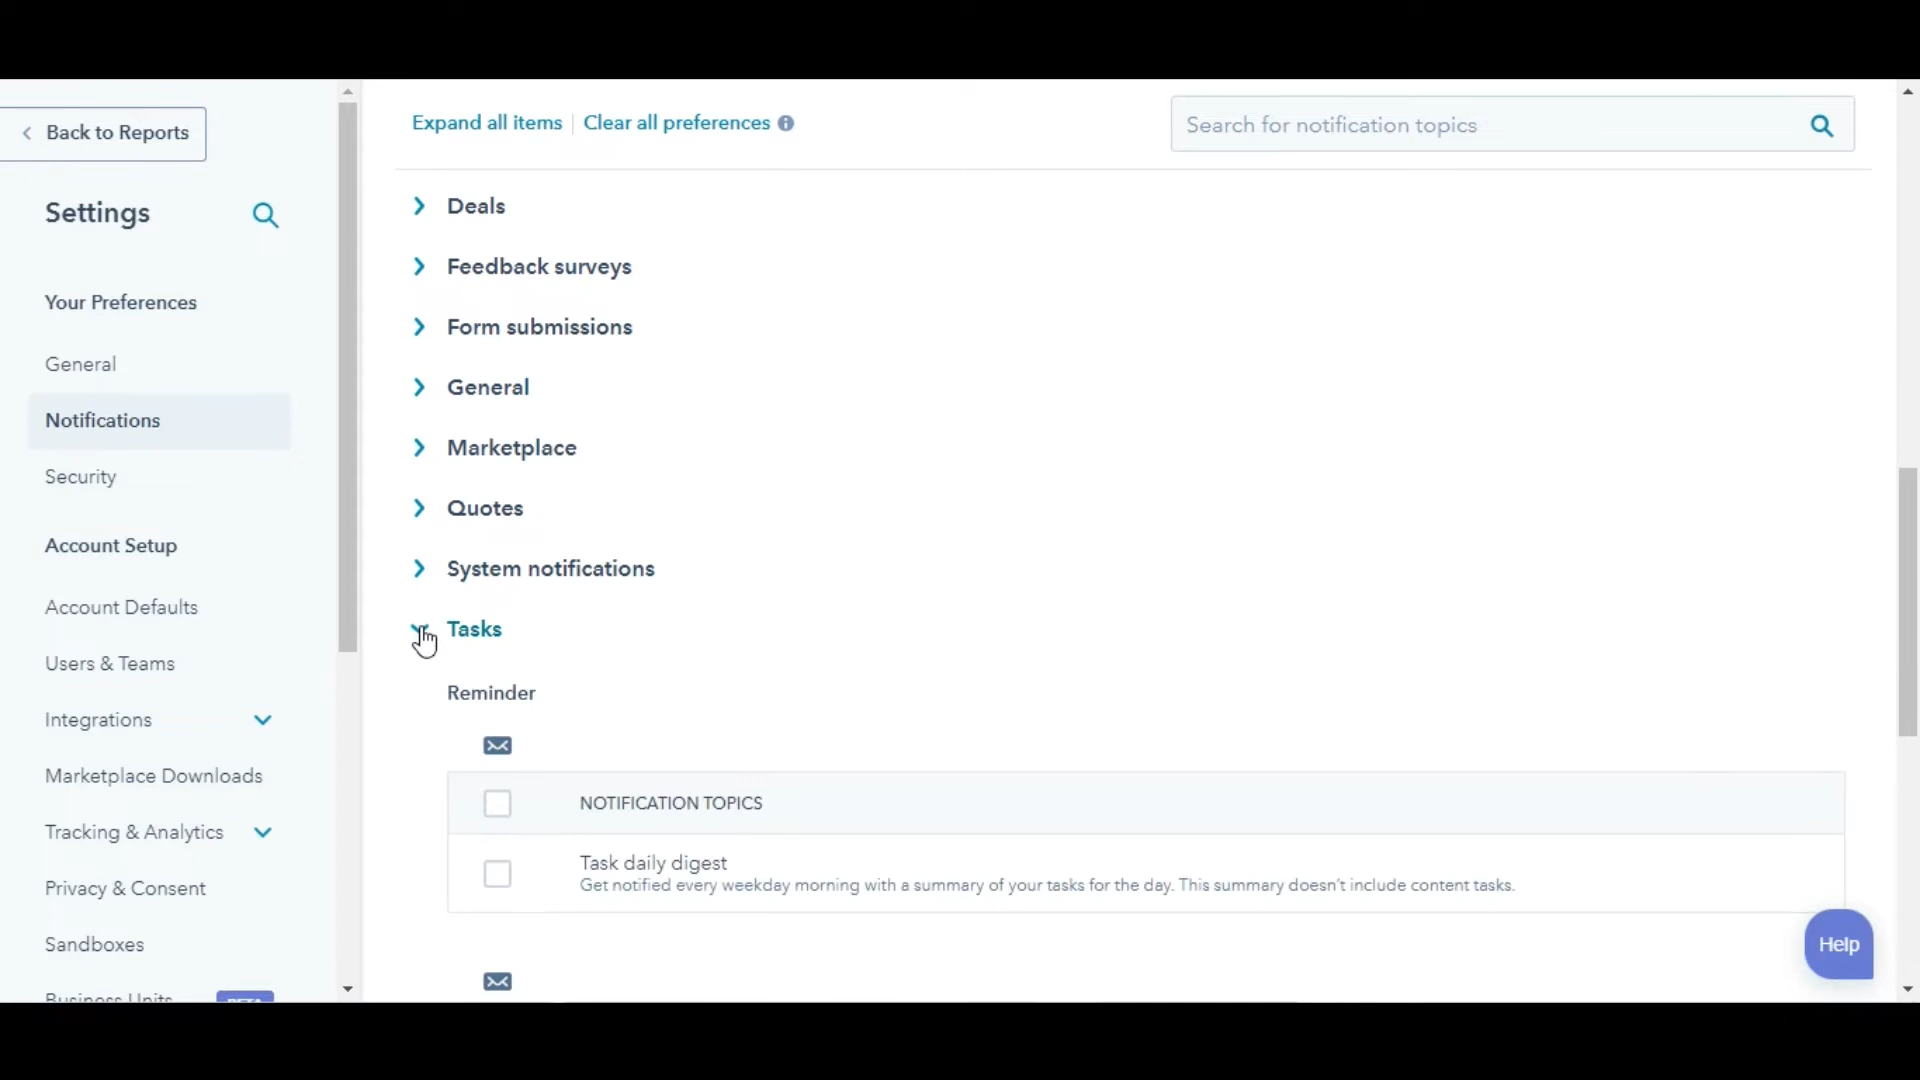 Back to Reports
Settings
Your Preferences
General
Notifications
Security
Account Setup
Account Defaults
Users & Teams
Integrations
Marketplace Downloads
Tracking & Analytics
Privacy & Consent
Sandboxes
Business Units BETA
Expand all items Clear all preferences
Search for notification topics
Deals
Feedback surveys
Form submissions
General
Marketplace
Quotes
System notifications
Tasks
Reminder
NOTIFICATION TOPICS
Task daily digest
Get notified every weekday morning with a summary of your tasks for the day. This summary doesn't include content tasks.
Help